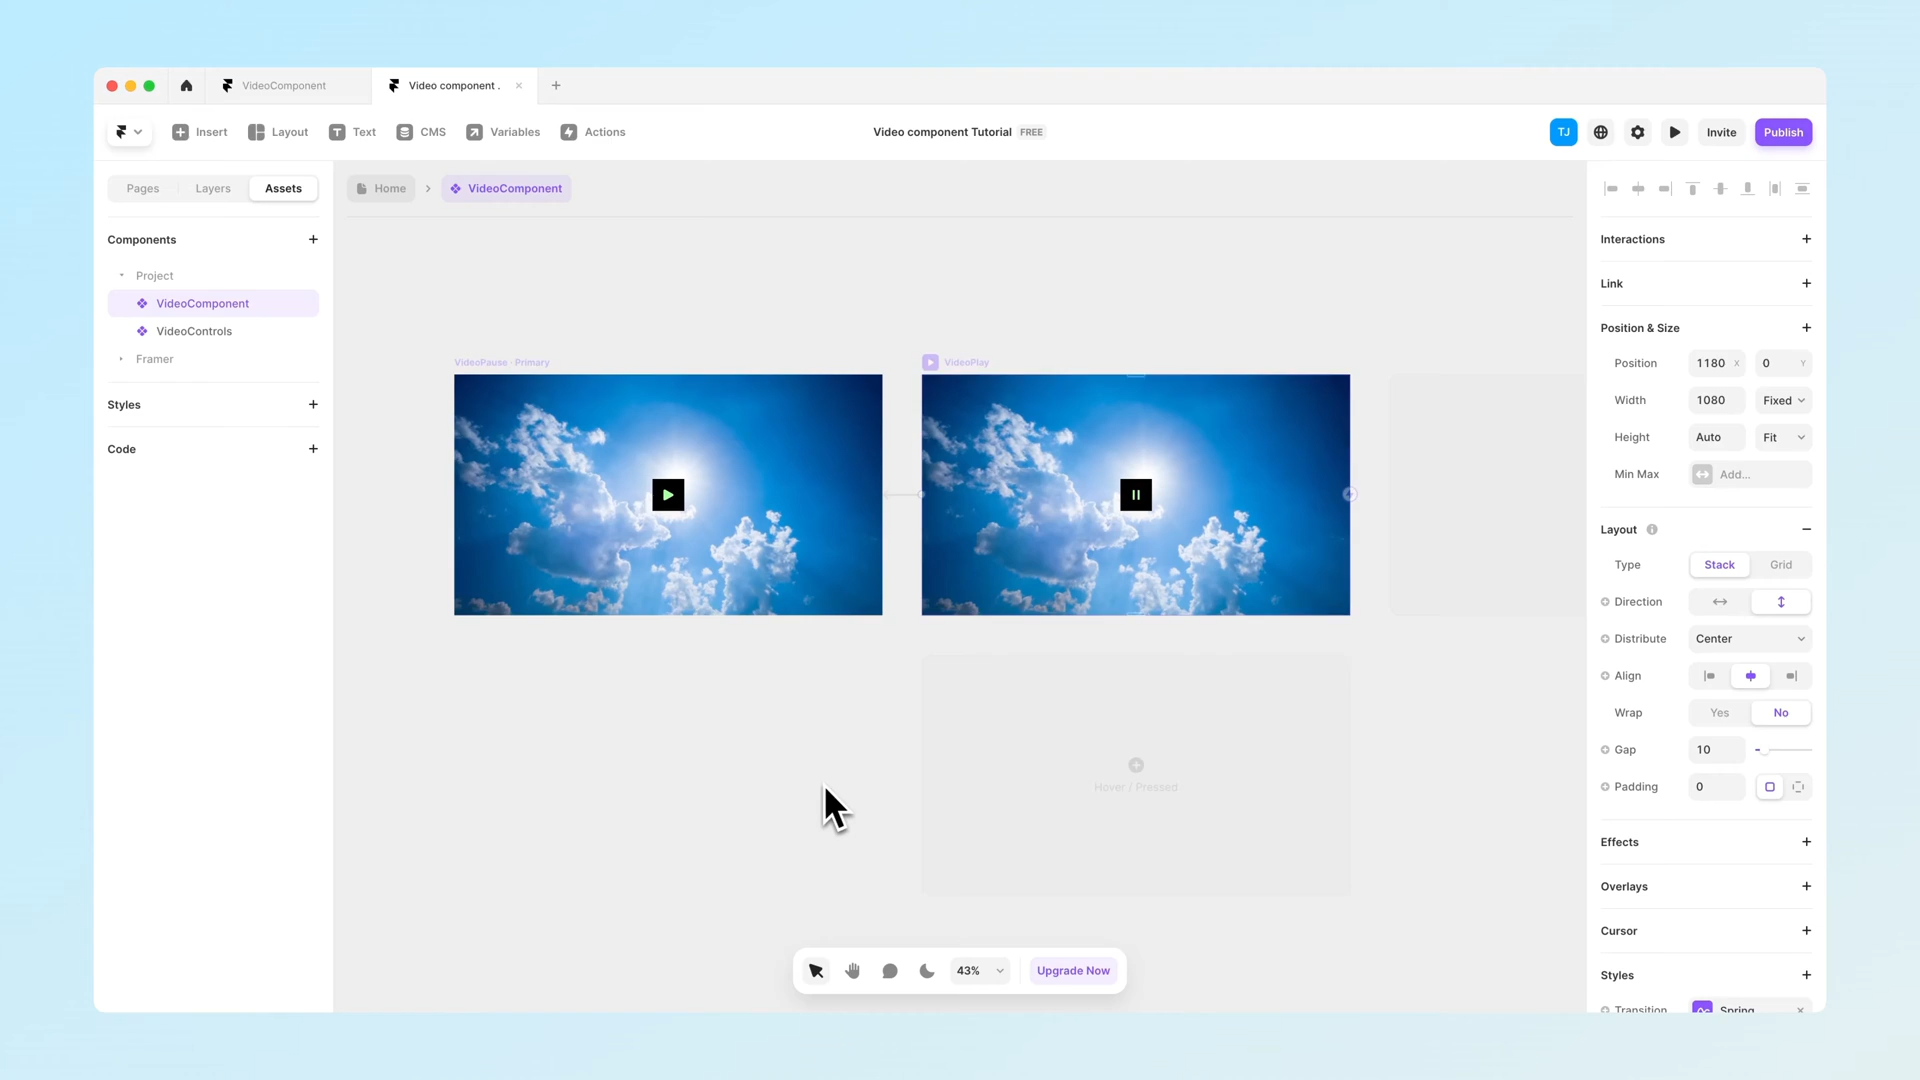 VideoComponent
Video component .
Insert
Layout
Text
CMS
Variables
Actions
Video component Tutorial FREE
TJ
Invite
Publish
Pages
Layers
Assets
Home
VideoComponent
Components
Project
VideoComponent
VideoControls
Framer
Styles
Code
VideoPause · Primary
VideoPlay
Hover / Pressed
43%
Upgrade Now
Interactions
Link
Position & Size
Position 1180 X 0 Y
Width 1080 Fixed
Height Auto Fit
Min Max Add...
Layout
Type Stack Grid
Direction
Distribute Center
Align
Wrap Yes No
Gap 10
Padding 0
Effects
Overlays
Cursor
Styles
Transition Spring